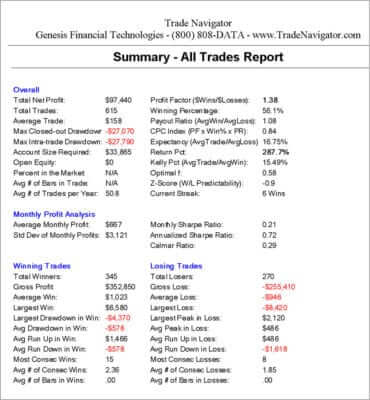 Trade Navigator
Genesis Financial Technologies - (800) 808-DATA - www.TradeNavigator.com
Summary - All Trades Report
Overall
Total Net Profit: $97,440 Profit Factor ($Wins/$Losses): 1.38
Total Trades: 615 Winning Percentage: 56.1%
Average Trade: $158 Payout Ratio (AvgWin/AvgLoss): 1.08
Max Closed-out Drawdown: -$27,070 CPC Index (PF x Win% x PR): 0.84
Max Intra-trade Drawdown: -$27,790 Expectancy (AvgTrade/AvgLoss) 16.75%
Account Size Required: $33,865 Return Pct: 287.7%
Open Equity: $0 Kelly Pct (AvgTrade/AvgWin): 15.49%
Percent in the Market N/A Optimal f: 0.58
Avg # of Bars in Trade: N/A Z-Score (W/L Predictability): -0.9
Avg # of Trades per Year: 50.8 Current Streak: 6 Wins
Monthly Profit Analysis
Average Monthly Profit: $667 Monthly Sharpe Ratio: 0.21
Std Dev of Monthly Profits: $3,121 Annualized Sharpe Ratio: 0.72
Calmar Ratio: 0.29
Winning Trades Losing Trades
Total Winners: 345 Total Losers: 270
Gross Profit: $352,850 Gross Loss: -$255,410
Average Win: $1,023 Average Loss: -$946
Largest Win: $6,580 Largest Loss: -$8,420
Largest Drawdown in Win: -$4,370 Largest Peak in Loss: $2,120
Avg Drawdown in Win: -$578 Avg Peak in Loss: $486
Avg Run Up in Win: $1,466 Avg Run Up in Loss: $486
Avg Run Down in Win: -$578 Avg Run Down in Loss: -$1,618
Most Consec Wins: 15 Most Consec Losses: 8
Avg # of Consec Wins: 2.36 Avg # of Consec Losses: 1.85
Avg # of Bars in Wins: .00 Avg # of Bars in Losses: .00